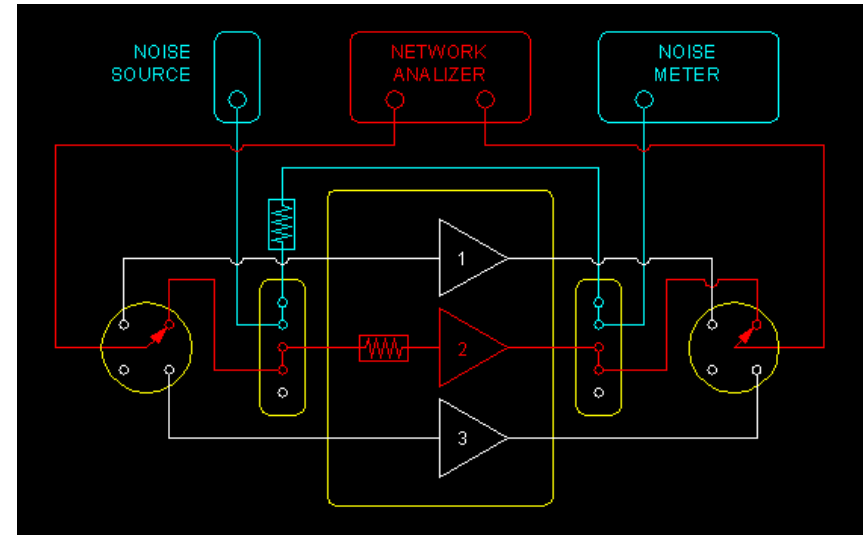 NOISE
SOURCE
NETWORK
ANALIZER
NOISE
METER
1
2
3